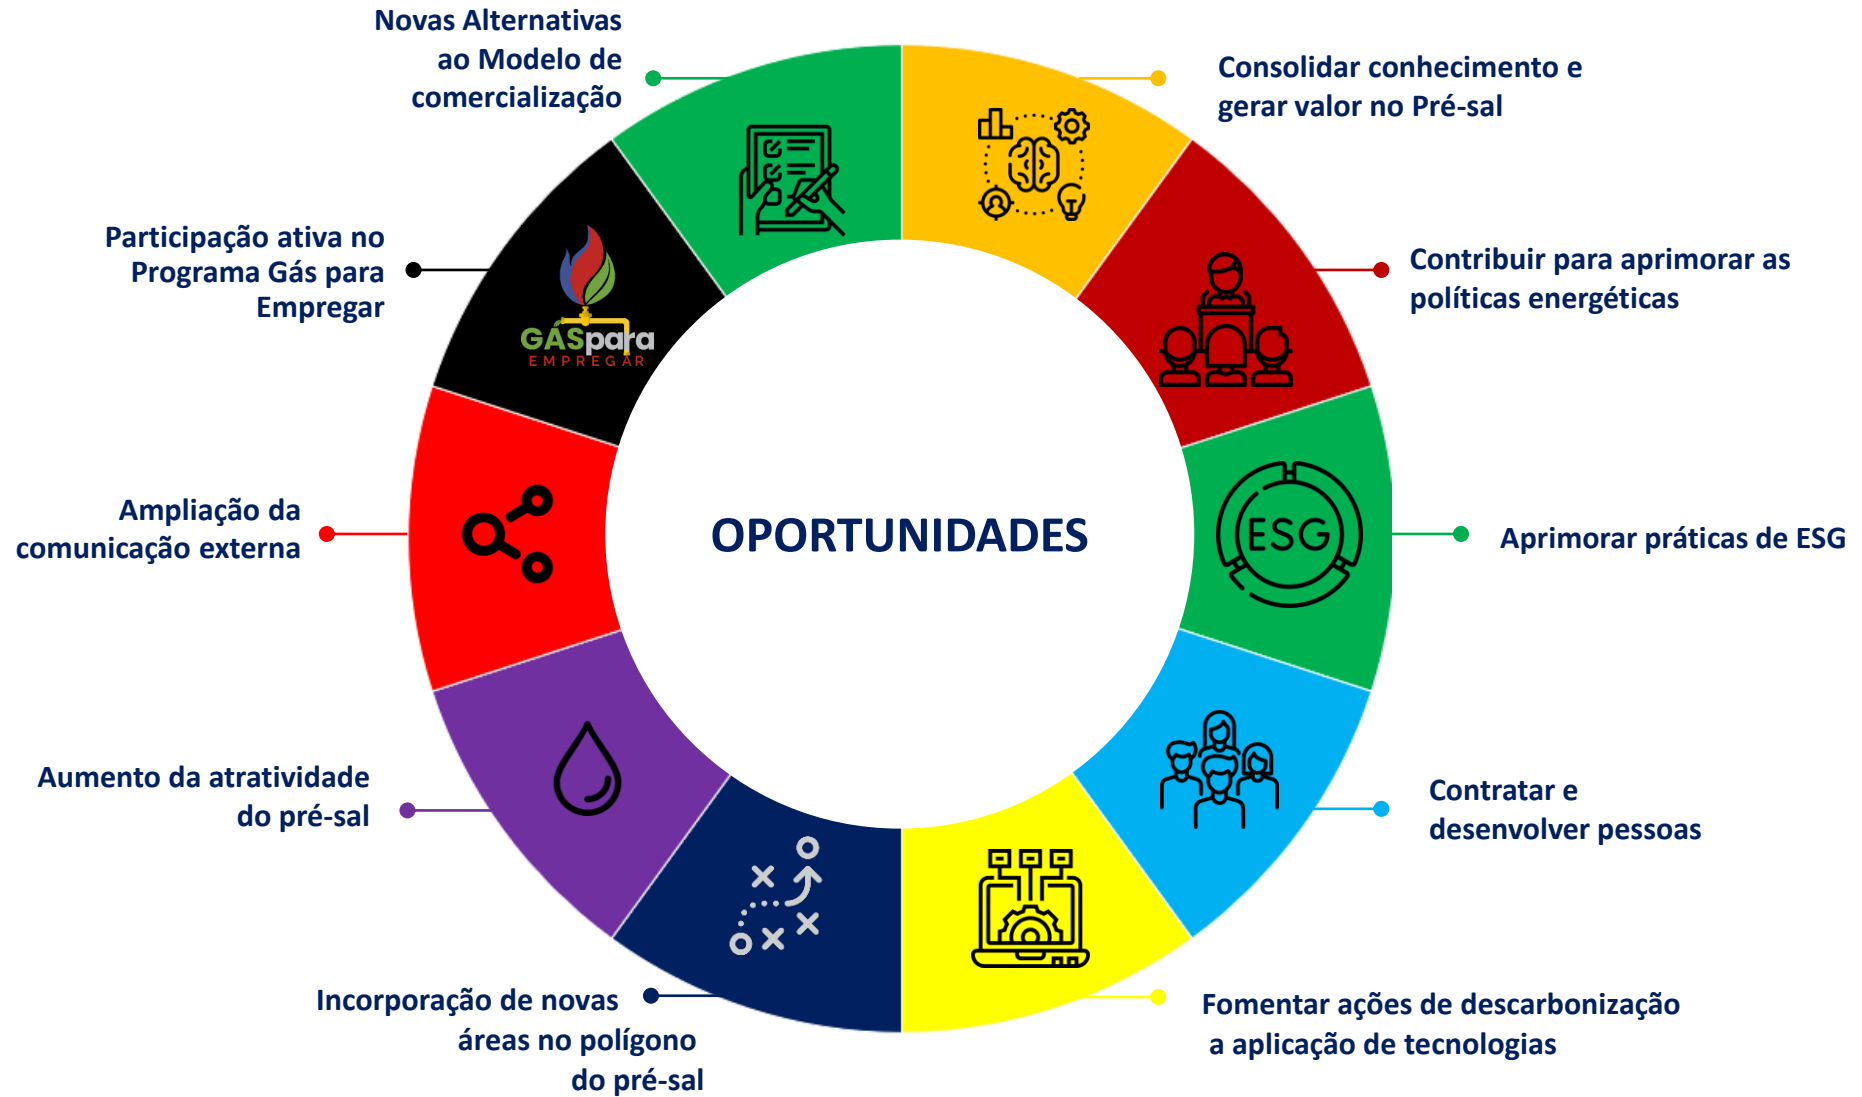 Novas Alternativas
ao Modelo de
comercialização
Consolidar conhecimento e
gerar valor no Pré-sal
Participação ativa no
Programa Gás para
Empregar
GÁSpara
EMPREGAR
Contribuir para aprimorar as
políticas energéticas
Ampliação da
comunicação externa
OPORTUNIDADES
ESG
Aprimorar práticas de ESG
Aumento da atratividade
do pré-sal
Contratar e
desenvolver pessoas
Incorporação de novas
áreas no polígono
do pré-sal
Fomentar ações de descarbonização
a aplicação de tecnologias